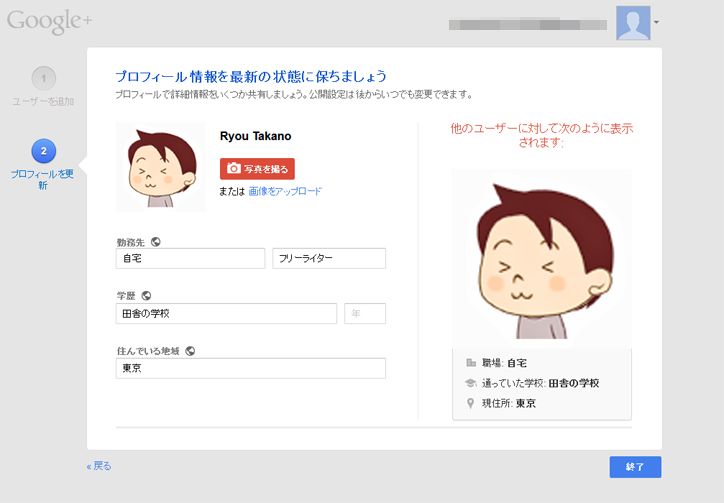 Google+
1
ユーザーを追加
2
プロフィールを更
新
プロフィール情報を最新の状態に保ちましょう
プロフィールで詳細情報をいくつか共有しましょう。公開設定は後からいつでも変更できます。
Ryou Takano
写真を撮る
または 画像をアップロード
勤務先
自宅
フリーライター
学歴
田舎の学校
年
住んでいる地域
東京
他のユーザーに対して次のように表示
されます:
職場: 自宅
通っていた学校: 田舎の学校
現住所: 東京
« 戻る
終了